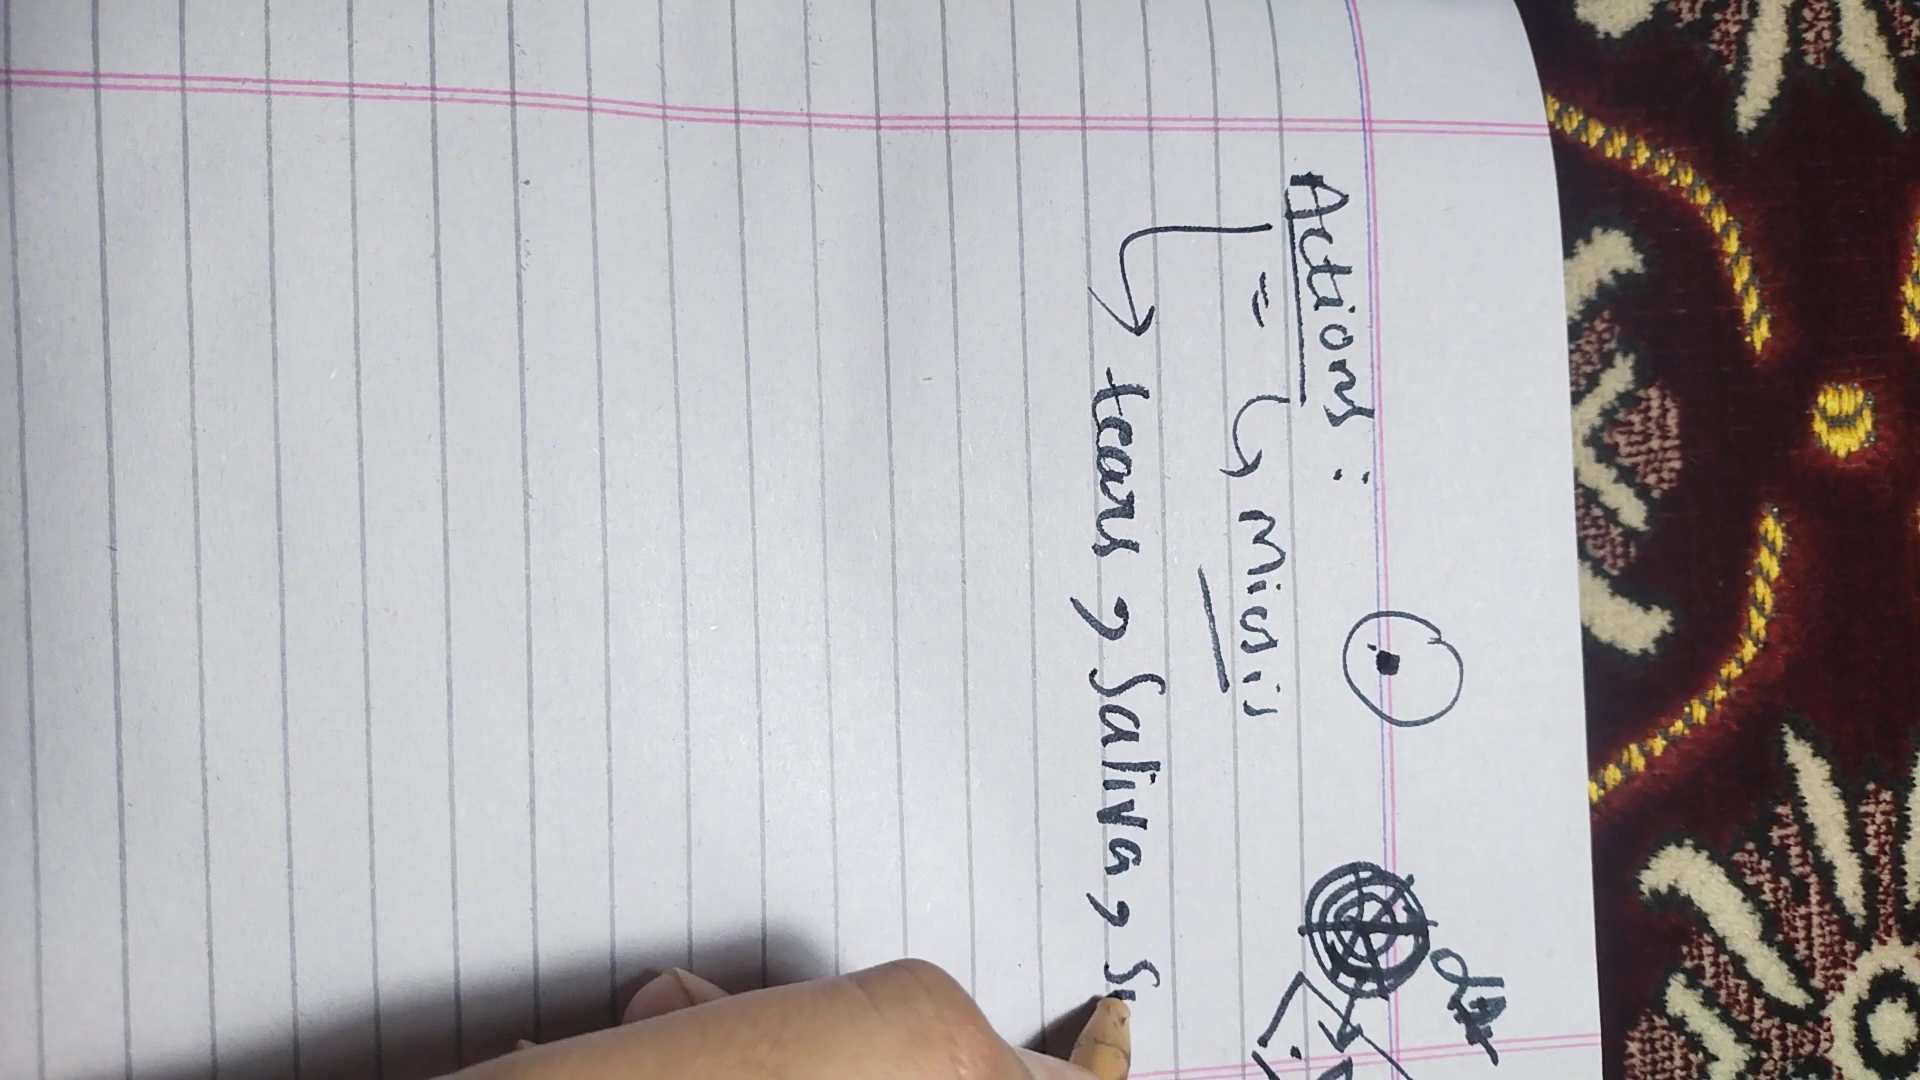 Actions :
= ↳ Miosis
↳ tears, Saliva,